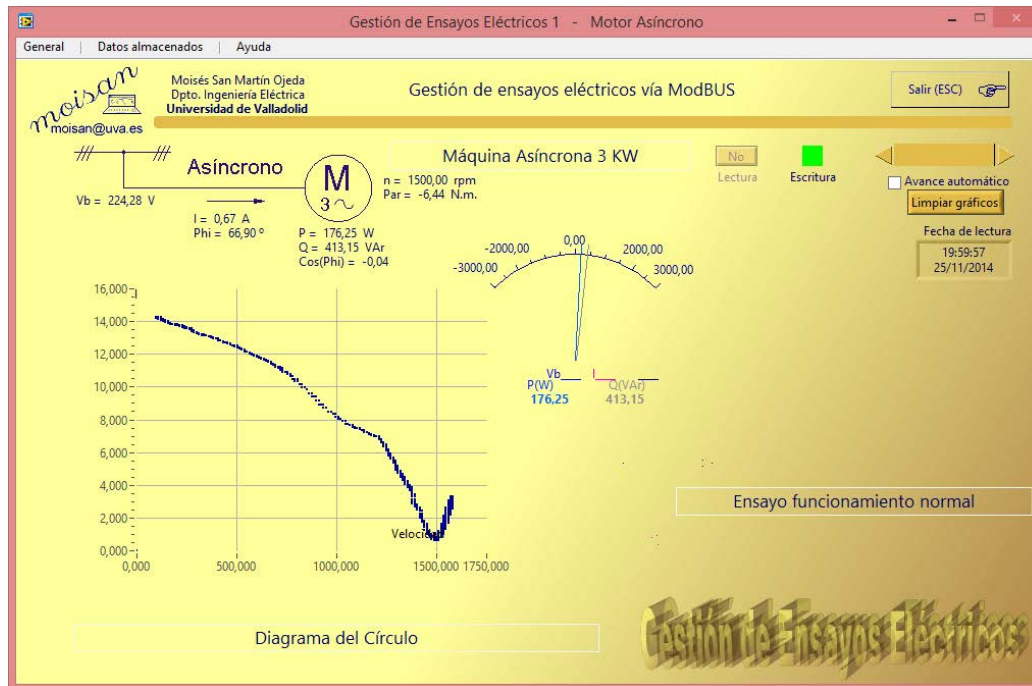 Gestión de Ensayos Eléctricos 1 - Motor Asíncrono
General | Datos almacenados | Ayuda
moisan
moisan@uva.es
Moisés San Martín Ojeda
Dpto. Ingeniería Eléctrica
Universidad de Valladolid
Gestión de ensayos eléctricos vía ModBUS
Salir (ESC)
Asíncrono
M
3
Vb = 224,28 V
I = 0,67 A
Phi = 66,90 º
P = 176,25 W
Q = 413,15 VAr
Cos(Phi) = -0,04
n = 1500,00 rpm
Par = -6,44 N.m.
Máquina Asíncrona 3 KW
No
Lectura
Escritura
Avance automático
Limpiar gráficos
Fecha de lectura
19:59:57
25/11/2014
-3000,00
-2000,00
0,00
2000,00
3000,00
Vb
I
P(W)
Q(VAr)
176,25
413,15
16,000
14,000
12,000
10,000
8,000
6,000
4,000
2,000
0,000
0,000
500,000
1000,000
1500,000
1750,000
Ensayo funcionamiento normal
Diagrama del Círculo
Gestión de Ensayos Eléctricos